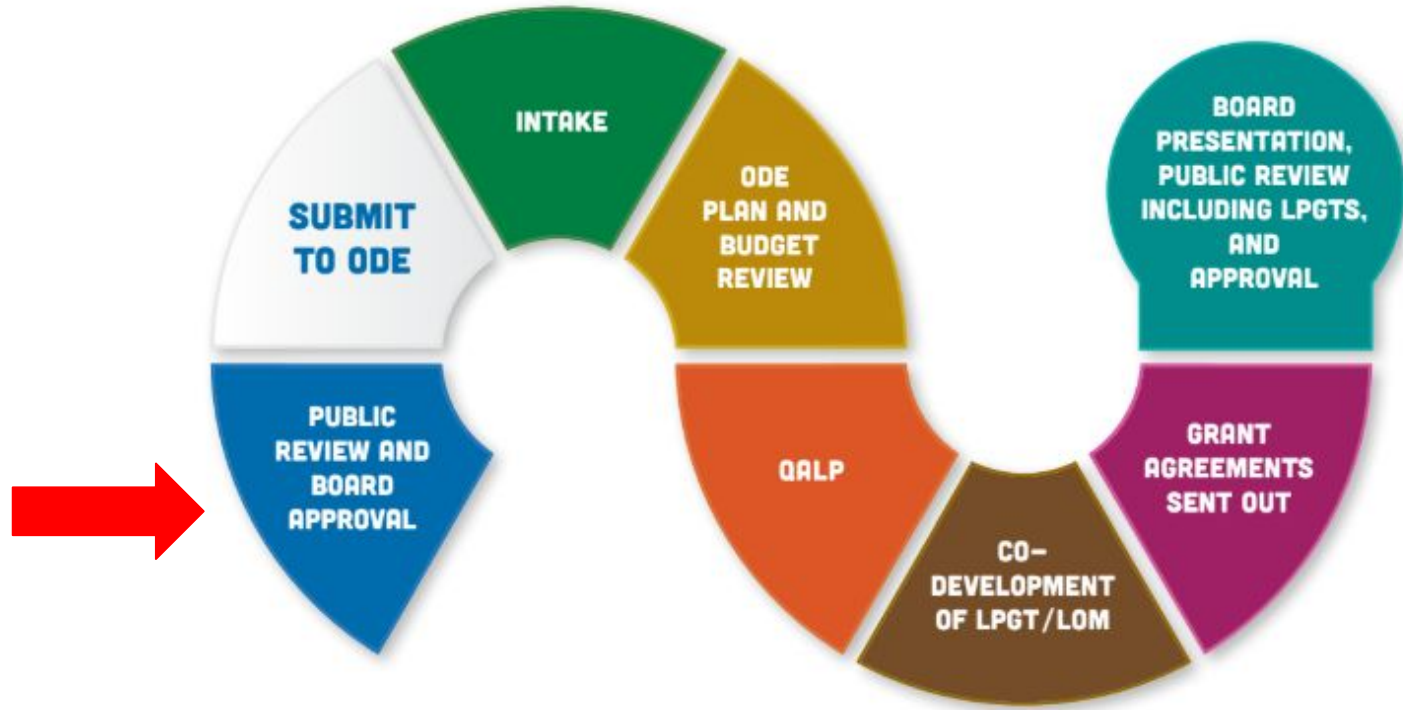 PUBLIC
REVIEW AND
BOARD
APPROVAL
SUBMIT
TO ODE
INTAKE
ODE
PLAN AND
BUDGET
REVIEW
QALP
CO-
DEVELOPMENT
OF LPGT/LOM
GRANT
AGREEMENTS
SENT OUT
BOARD
PRESENTATION,
PUBLIC REVIEW
INCLUDING LPGTS,
AND
APPROVAL